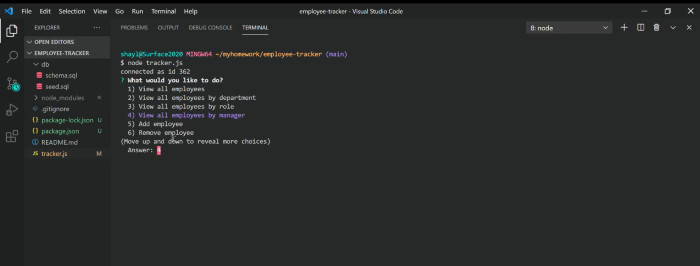 File Edit Selection View Go Run Terminal Help
employee-tracker - Visual Studio Code
EXPLORER
OPEN EDITORS
EMPLOYEE-TRACKER
db
schema.sql
seed.sql
node_modules
.gitignore
package-lock.json U
package.json U
README.md
JS tracker.js M
PROBLEMS OUTPUT DEBUG CONSOLE TERMINAL
8: node
shayl@Surface2020 MINGW64 ~/myhomework/employee-tracker (main)
$ node tracker.js
connected as id 362
? What would you like to do?
1) View all employees
2) View all employees by department
3) View all employees by role
4) View all employees by manager
5) Add employee
6) Remove employee
(Move up and down to reveal more choices)
Answer: 4